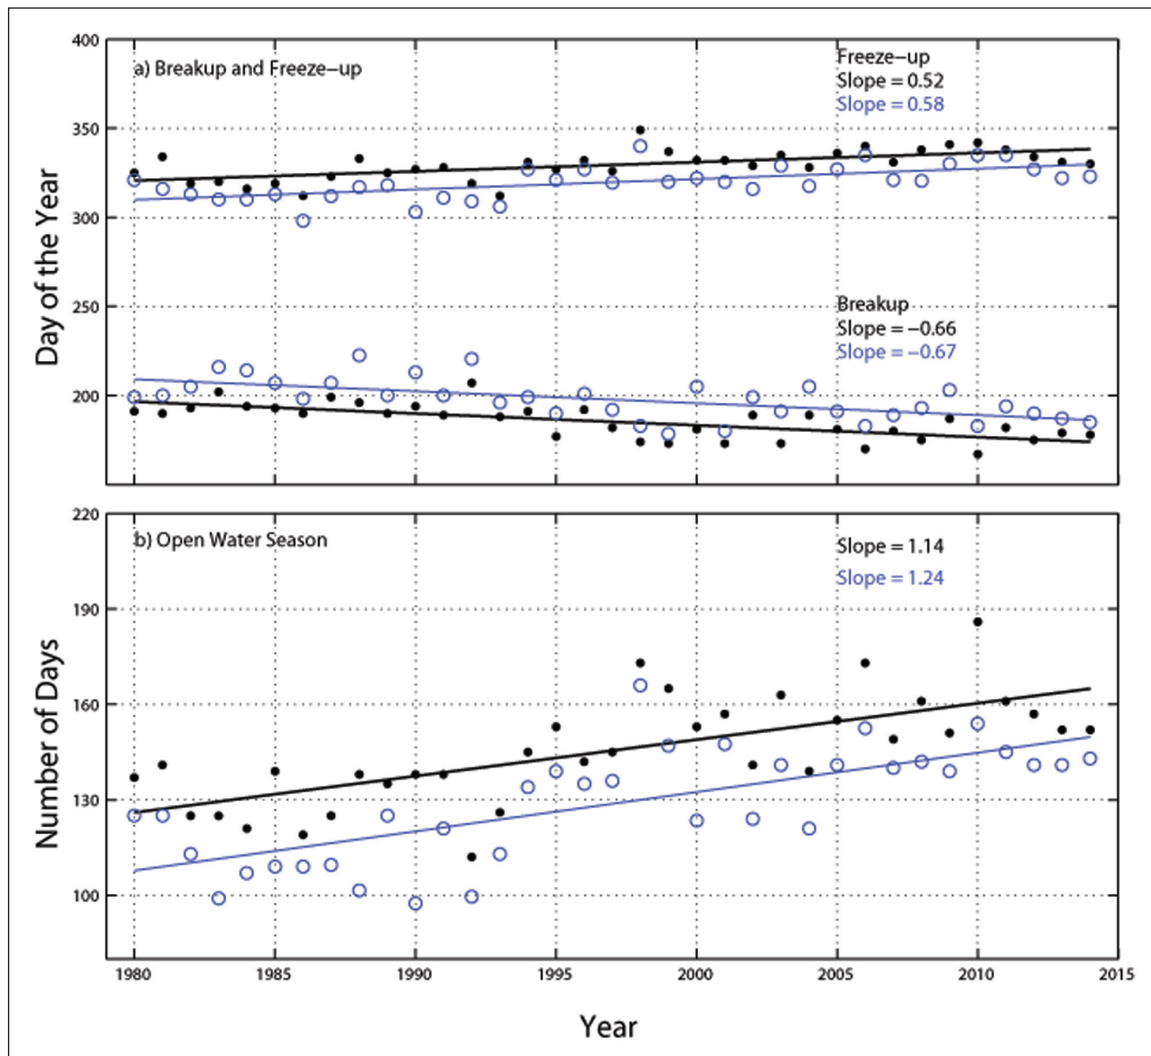 400
350
300
250
200
Day of the Year
a) Breakup and Freeze−up
Freeze−up
Slope = 0.52
Slope = 0.58
Breakup
Slope = −0.66
Slope = −0.67
220
190
160
130
100
Number of Days
b) Open Water Season
Slope = 1.14
Slope = 1.24
1980 1985 1990 1995 2000 2005 2010 2015
Year